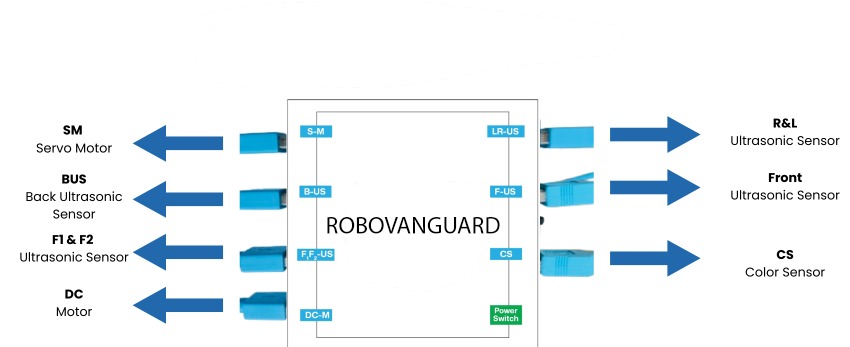 SM
Servo Motor
BUS
Back Ultrasonic
Sensor
F1 & F2
Ultrasonic Sensor
DC
Motor
S-M
B-US
F₁F₂-US
DC-M
ROBOVANGUARD
LR-US
F-US
CS
Power
Switch
R&L
Ultrasonic Sensor
Front
Ultrasonic Sensor
CS
Color Sensor